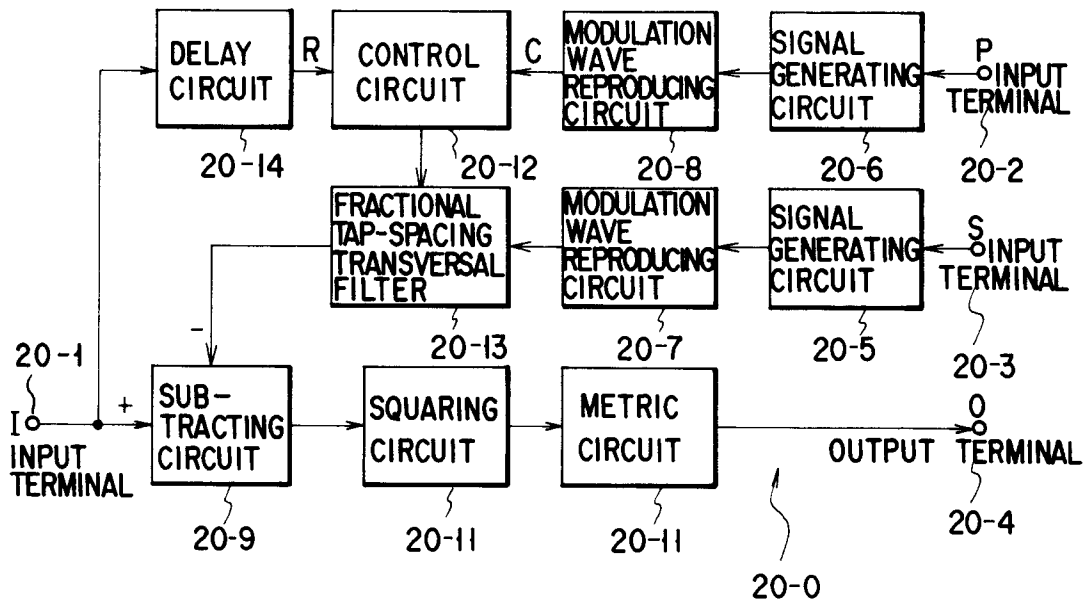 DELAY
CIRCUIT
R
CONTROL
CIRCUIT
C
MODULATION
WAVE
REPRODUCING
CIRCUIT
SIGNAL
GENERATING
CIRCUIT
P
INPUT
TERMINAL
20-14
20-12
20-8
20-6
20-2
FRACTIONAL
TAP-SPACING
TRANSVERSAL
FILTER
MODULATION
WAVE
REPRODUCING
CIRCUIT
SIGNAL
GENERATING
CIRCUIT
S
INPUT
TERMINAL
20-13
20-7
20-5
20-3
20-1
I
INPUT
TERMINAL
+
-
SUB-
TRACTING
CIRCUIT
SQUARING
CIRCUIT
METRIC
CIRCUIT
O
OUTPUT TERMINAL
20-9
20-11
20-11
20-4
20-0